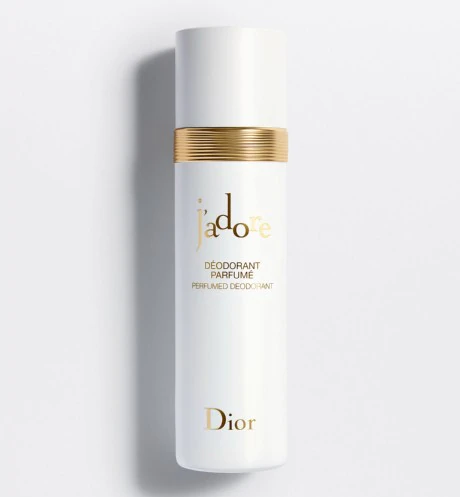 j'adore
DÉODORANT
PARFUMÉ
PERFUMED DEODORANT
Dior